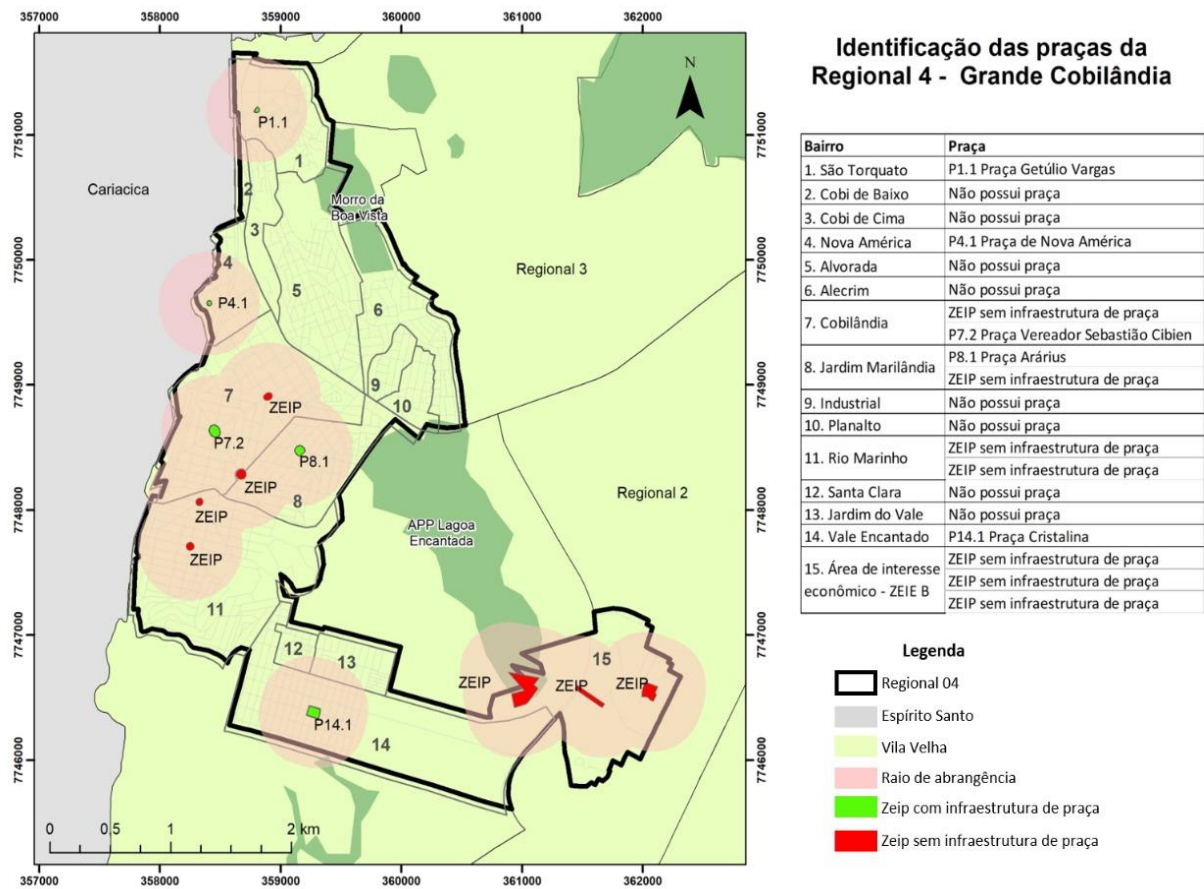 357000 358000 359000 360000 361000 362000
Identificação das praças da
Regional 4 - Grande Cobilândia
N
7751000
7750000
7749000
7748000
7747000
7746000
7751000
7750000
7749000
7748000
7747000
7746000
Cariacica
P1.1
1
2
Morro da
Boa Vista
3
4
Regional 3
5
P4.1
6
7
9
ZEIP
10
P7.2
P8.1
ZEIP
8
Regional 2
ZEIP
APP Lagoa
Encantada
ZEIP
11
12
13
15
ZEIP
ZEIP
ZEIP
P14.1
14
0 0.5 1 2 km
357000 358000 359000 360000 361000 362000
Bairro Praça
1. São Torquato P1.1 Praça Getúlio Vargas
2. Cobi de Baixo Não possui praça
3. Cobi de Cima Não possui praça
4. Nova América P4.1 Praça de Nova América
5. Alvorada Não possui praça
6. Alecrim Não possui praça
7. Cobilândia ZEIP sem infraestrutura de praça
P7.2 Praça Vereador Sebastião Cibien
8. Jardim Marilândia P8.1 Praça Arárius
ZEIP sem infraestrutura de praça
9. Industrial Não possui praça
10. Planalto Não possui praça
11. Rio Marinho ZEIP sem infraestrutura de praça
ZEIP sem infraestrutura de praça
12. Santa Clara Não possui praça
13. Jardim do Vale Não possui praça
14. Vale Encantado P14.1 Praça Cristalina
15. Área de interesse ZEIP sem infraestrutura de praça
econômico - ZEIE B ZEIP sem infraestrutura de praça
ZEIP sem infraestrutura de praça
Legenda
Regional 04
Espírito Santo
Vila Velha
Raio de abrangência
Zeip com infraestrutura de praça
Zeip sem infraestrutura de praça